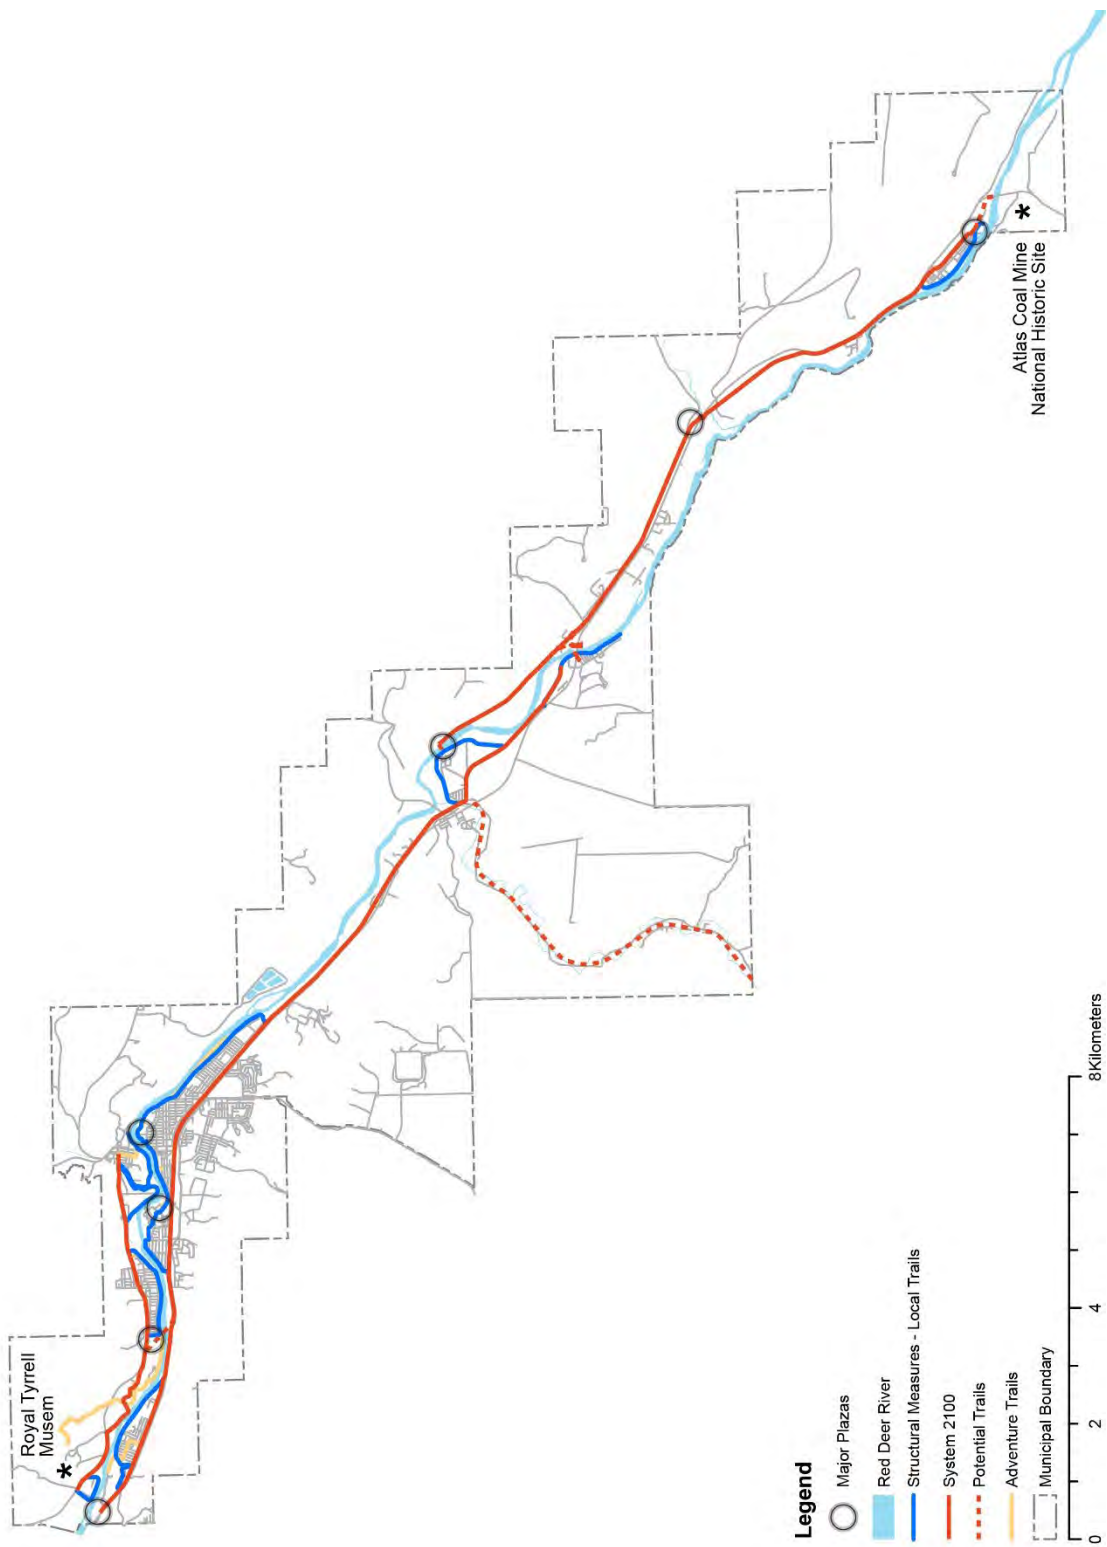 Royal Tyrrell
Musem
Atlas Coal Mine
National Historic Site
Legend
Major Plazas
Red Deer River
Structural Measures - Local Trails
System 2100
Potential Trails
Adventure Trails
Municipal Boundary
0 2 4 8Kilometers